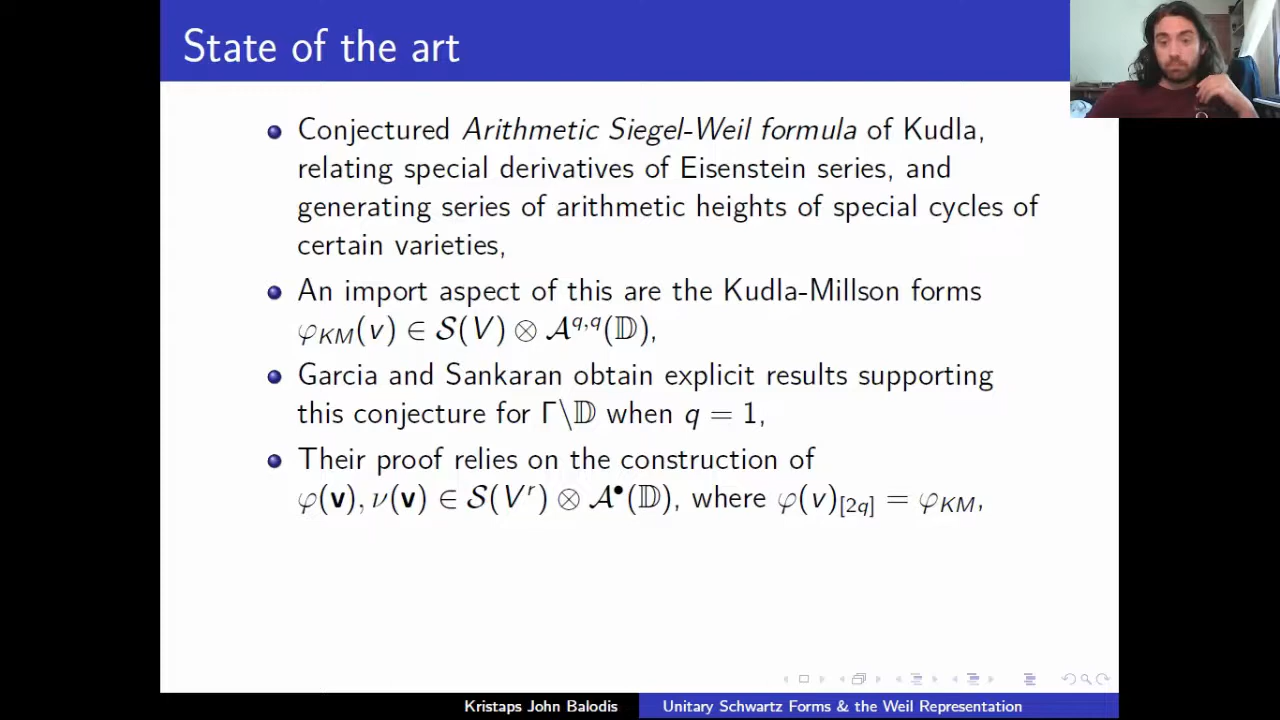 State of the art
Conjectured Arithmetic Siegel-Weil formula of Kudla,
relating special derivatives of Eisenstein series, and
generating series of arithmetic heights of special cycles of
certain varieties,
An import aspect of this are the Kudla-Millson forms
φ_KM(v) ∈ 𝒮(V) ⊗ 𝒜^{q,q}(𝔻),
Garcia and Sankaran obtain explicit results supporting
this conjecture for Γ\𝔻 when q = 1,
Their proof relies on the construction of
φ(𝐯), ν(𝐯) ∈ 𝒮(V^r) ⊗ 𝒜^•(𝔻), where φ(v)_{[2q]} = φ_KM,
Kristaps John Balodis
Unitary Schwartz Forms & the Weil Representation